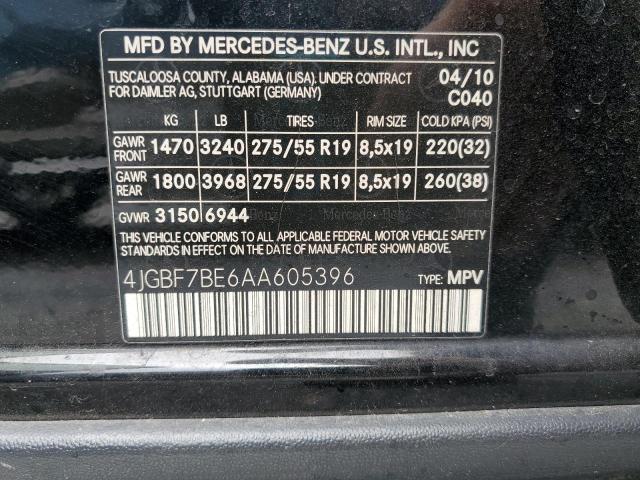 MFD BY MERCEDES-BENZ U.S. INTL., INC
TUSCALOOSA COUNTY, ALABAMA (USA). UNDER CONTRACT 04/10
FOR DAIMLER AG, STUTTGART (GERMANY) C040
KG LB TIRES RIM SIZE COLD KPA (PSI)
GAWR FRONT 1470 3240 275/55 R19 8,5x19 220(32)
GAWR REAR 1800 3968 275/55 R19 8,5x19 260(38)
GVWR 3150 6944
THIS VEHICLE CONFORMS TO ALL APPLICABLE FEDERAL MOTOR VEHICLE SAFETY
STANDARDS IN EFFECT ON THE DATE OF MANUFACTURE SHOWN ABOVE.
4JGBF7BE6AA605396 TYPE: MPV